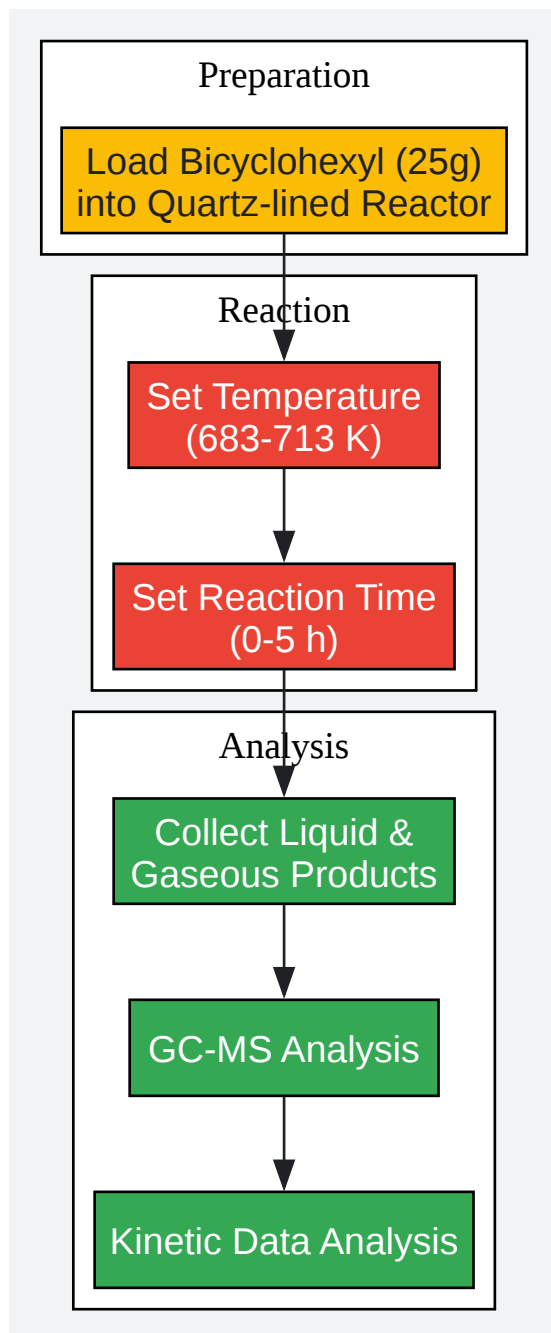 Preparation
Load Bicyclohexyl (25g)
into Quartz-lined Reactor
Reaction
Set Temperature
(683-713 K)
Set Reaction Time
(0-5 h)
Analysis
Collect Liquid &
Gaseous Products
GC-MS Analysis
Kinetic Data Analysis